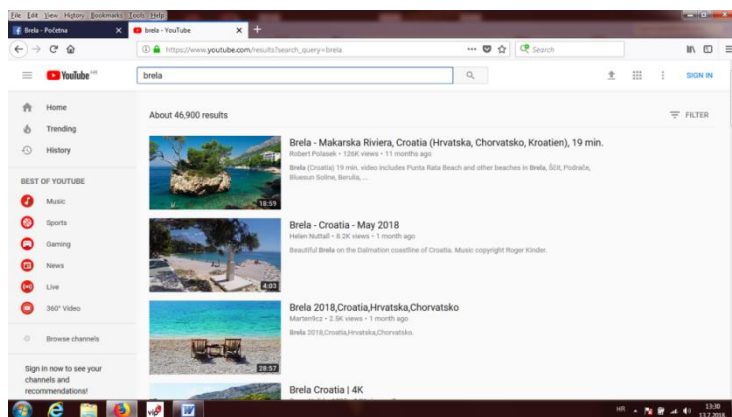 File Edit View History Bookmarks Tools Help
Brela - Početna
brela - YouTube
https://www.youtube.com/results?search_query=brela
Search
YouTube HR
brela
SIGN IN
Home
Trending
History
BEST OF YOUTUBE
Music
Sports
Gaming
News
Live
360° Video
Browse channels
Sign in now to see your
channels and
recommendations!
About 46,900 results
FILTER
18:59
Brela - Makarska Riviera, Croatia (Hrvatska, Chorvatsko, Kroatien), 19 min.
Robert Polasek • 126K views • 11 months ago
Brela (Croatia) 19 min. video includes Punta Rata Beach and other beaches in Brela, Šćit, Podrače,
Bluesun Soline, Berulia, ...
4:03
Brela - Croatia - May 2018
Helen Nuttall • 8.2K views • 1 month ago
Beautiful Brela on the Dalmation coastline of Croatia. Music copyright Roger Kinder.
28:57
Brela 2018,Croatia,Hrvatska,Chorvatsko
Marten9cz • 2.5K views • 1 month ago
Brela 2018,Croatia,Hrvatska,Chorvatsko.
Brela Croatia | 4K
vip
HR
13:30
13.7.2018